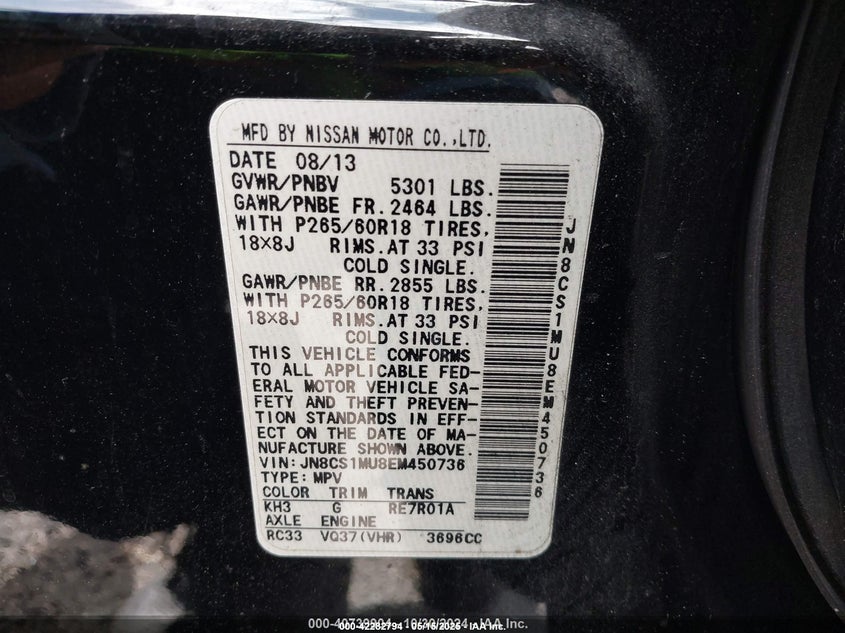 MFD BY NISSAN MOTOR CO.,LTD.
DATE 08/13
GVWR/PNBV 5301 LBS.
GAWR/PNBE FR. 2464 LBS.
WITH P265/60R18 TIRES,
18X8J RIMS.AT 33 PSI
COLD SINGLE.
GAWR/PNBE RR. 2855 LBS.
WITH P265/60R18 TIRES,
18X8J RIMS.AT 33 PSI
COLD SINGLE.
THIS VEHICLE CONFORMS
TO ALL APPLICABLE FED-
ERAL MOTOR VEHICLE SA-
FETY AND THEFT PREVEN-
TION STANDARDS IN EFF-
ECT ON THE DATE OF MA-
NUFACTURE SHOWN ABOVE.
VIN:JN8CS1MU8EM450736
TYPE:MPV
COLOR TRIM TRANS
KH3 G RE7R01A
AXLE ENGINE
RC33 VQ37(VHR) 3696CC
JN8CS1MU8EM450736
IAA Inc.